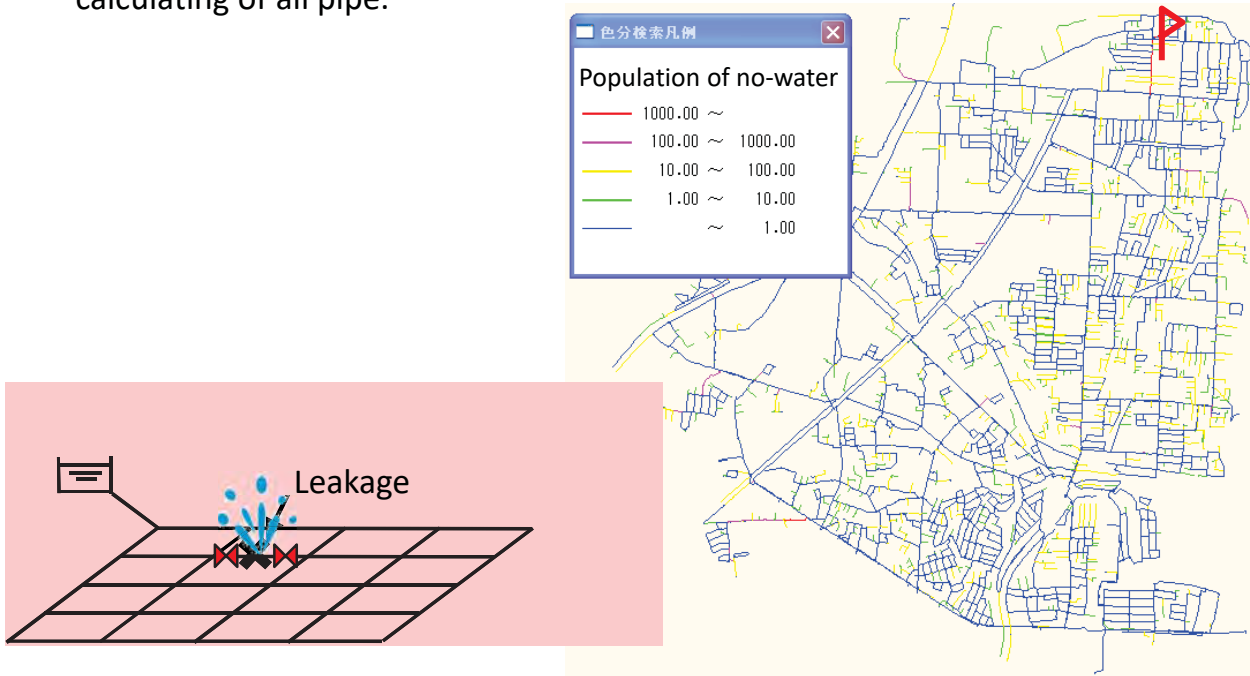 calculating of all pipe.
色分検索凡例
Population of no-water
1000.00 ～
100.00 ～ 1000.00
10.00 ～ 100.00
1.00 ～ 10.00
～ 1.00
P
Leakage